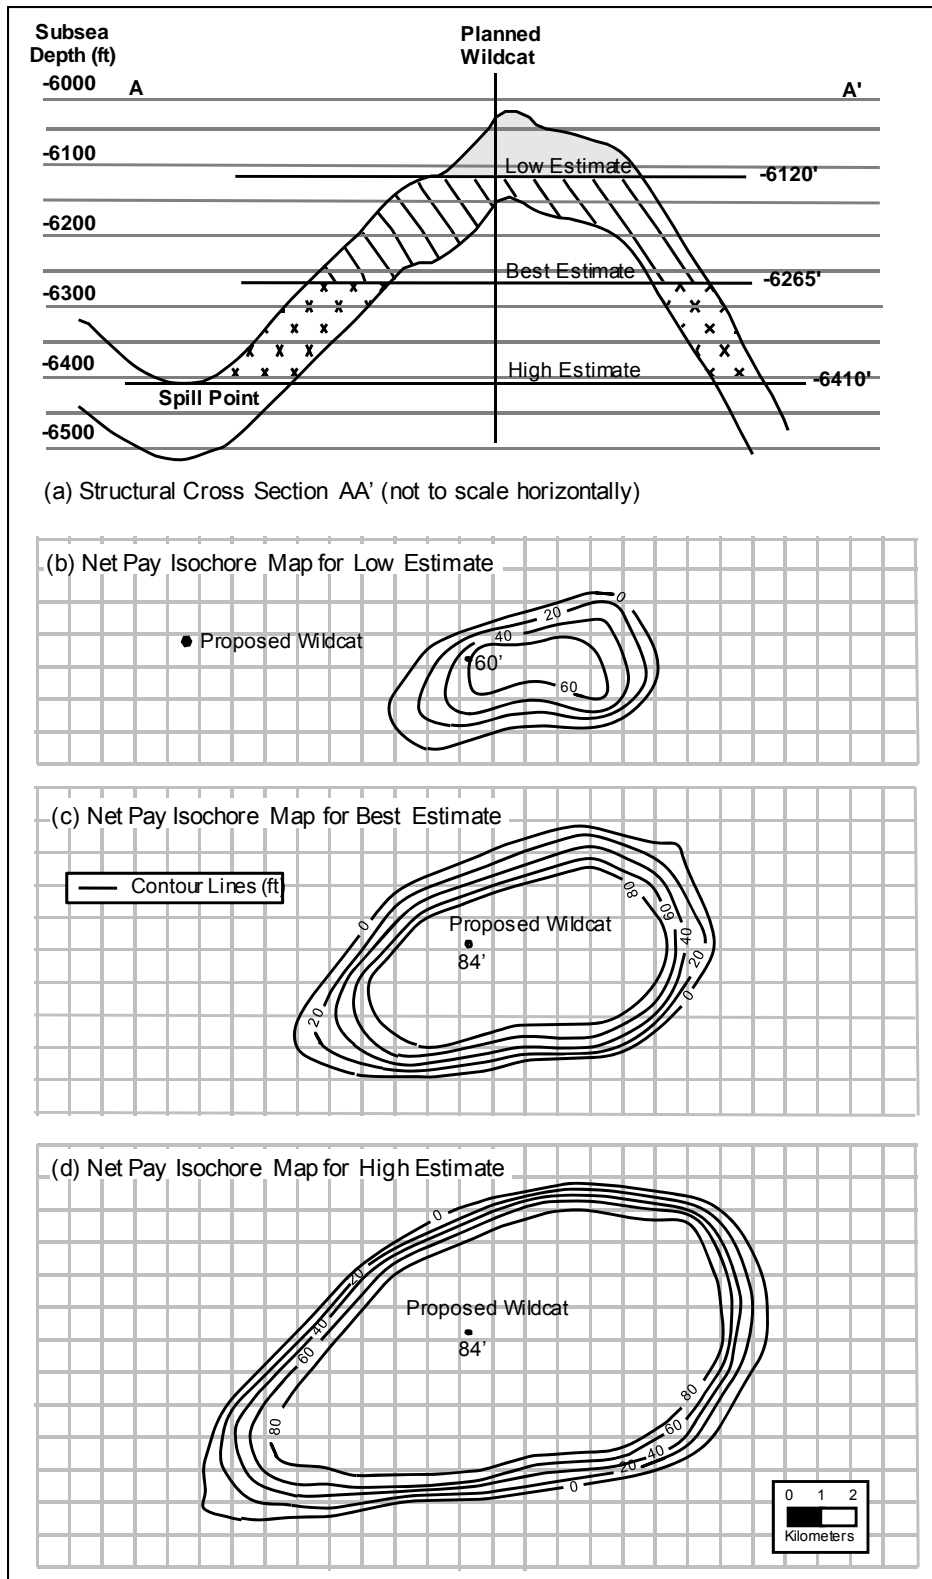 Subsea
Depth (ft)
Planned
Wildcat
-6000
A
A'
-6100
Low Estimate
-6120'
-6200
Best Estimate
-6265'
-6300
-6400
High Estimate
-6410'
Spill Point
-6500
(a) Structural Cross Section AA' (not to scale horizontally)
(b) Net Pay Isochore Map for Low Estimate
0
20
Proposed Wildcat
40
60'
60
(c) Net Pay Isochore Map for Best Estimate
Contour Lines (ft)
80
60
0
Proposed Wildcat
40
84'
20
0
20
(d) Net Pay Isochore Map for High Estimate
0
20
Proposed Wildcat
40
84'
60
80
80
60
40
20
0
0 1 2
Kilometers